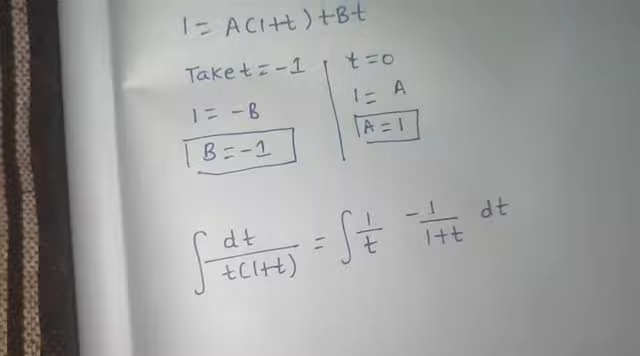 1 = A(1+t)+Bt
Take t = -1
1 = -B
B = -1
t=0
1 = A
A = 1
∫ dt/t(1+t) = ∫ 1/t -1/1+t dt